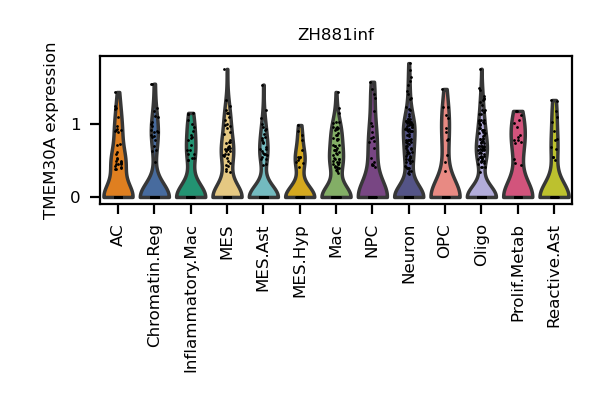 ZH881inf
TMEM30A expression
1
0
AC
Chromatin.Reg
Inflammatory.Mac
MES
MES.Ast
MES.Hyp
Mac
NPC
Neuron
OPC
Oligo
Prolif.Metab
Reactive.Ast